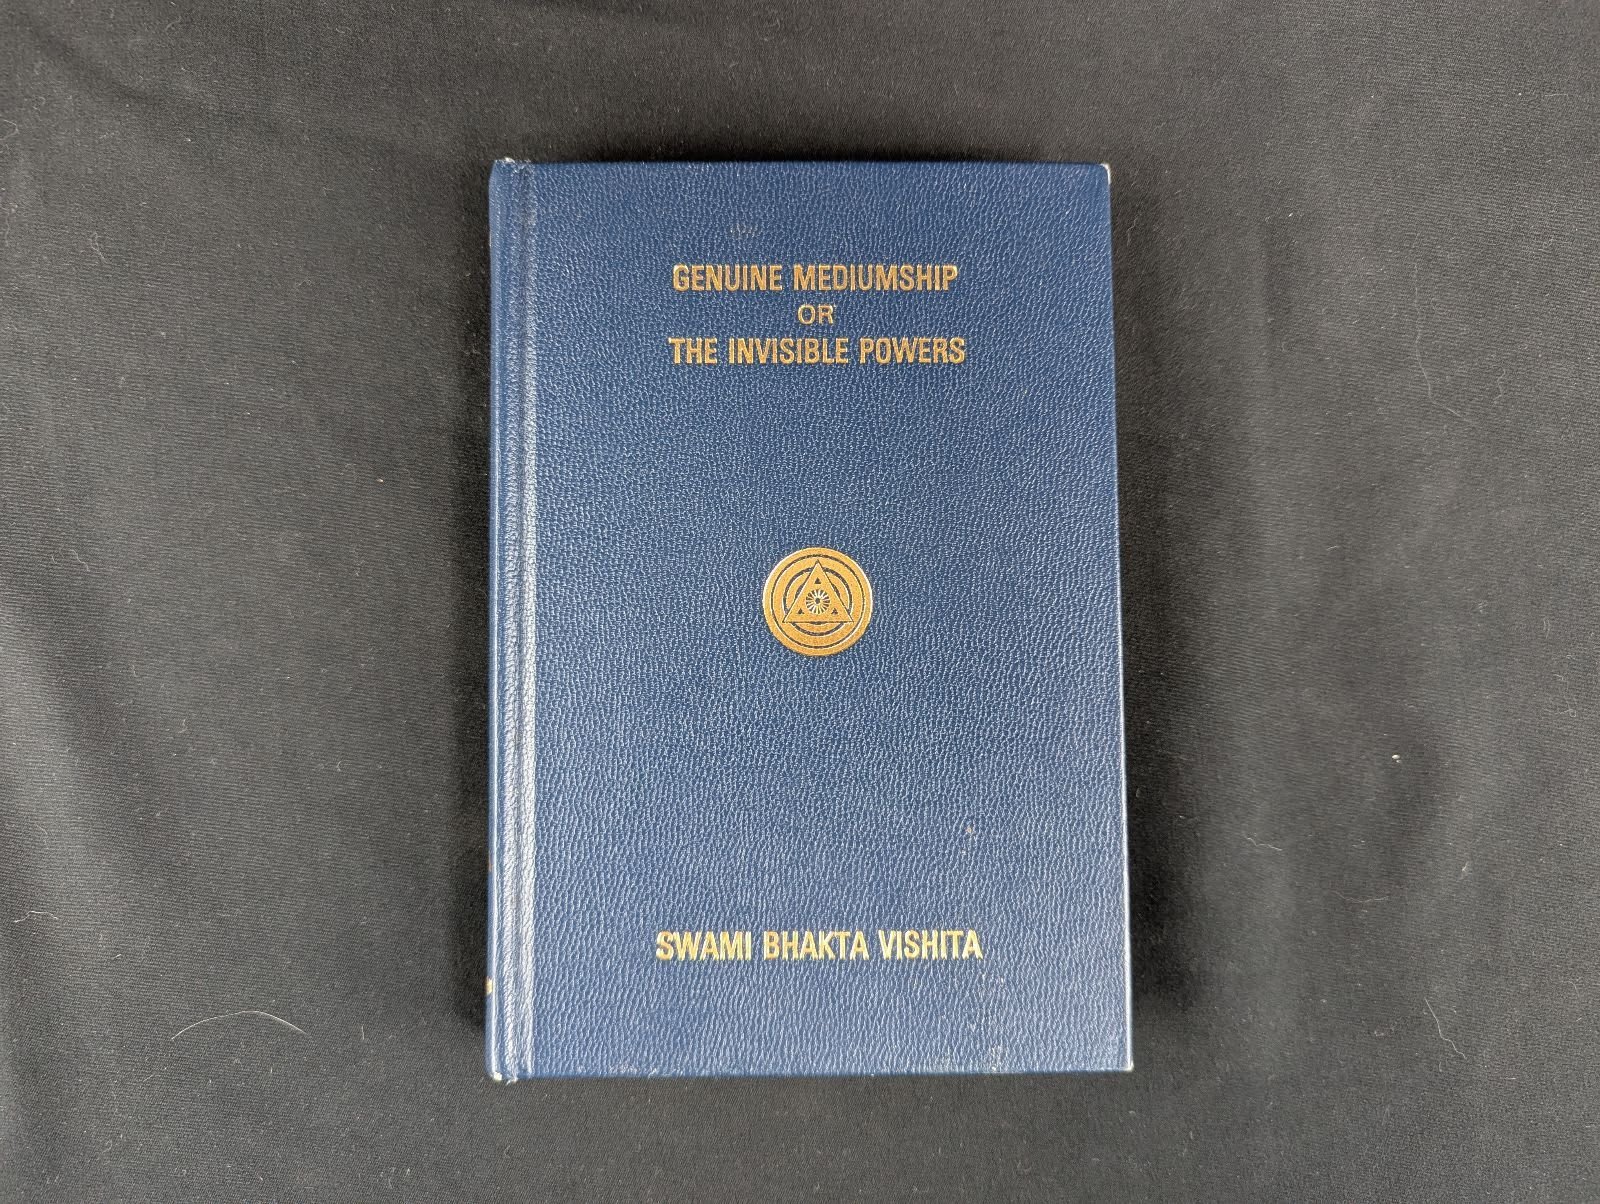 GENUINE MEDIUMSHIP
OR
THE INVISIBLE POWERS
SWAMI BHAKTA VISHITA